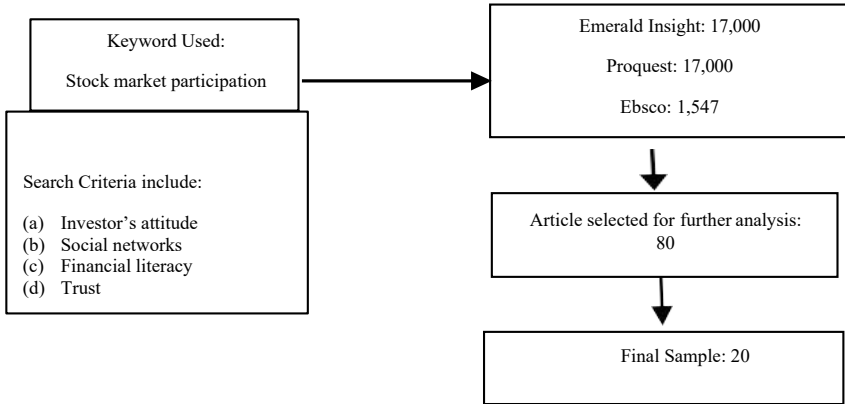 Keyword Used:
Stock market participation
Search Criteria include:
(a) Investor’s attitude
(b) Social networks
(c) Financial literacy
(d) Trust
Emerald Insight: 17,000
Proquest: 17,000
Ebsco: 1,547
Article selected for further analysis:
80
Final Sample: 20